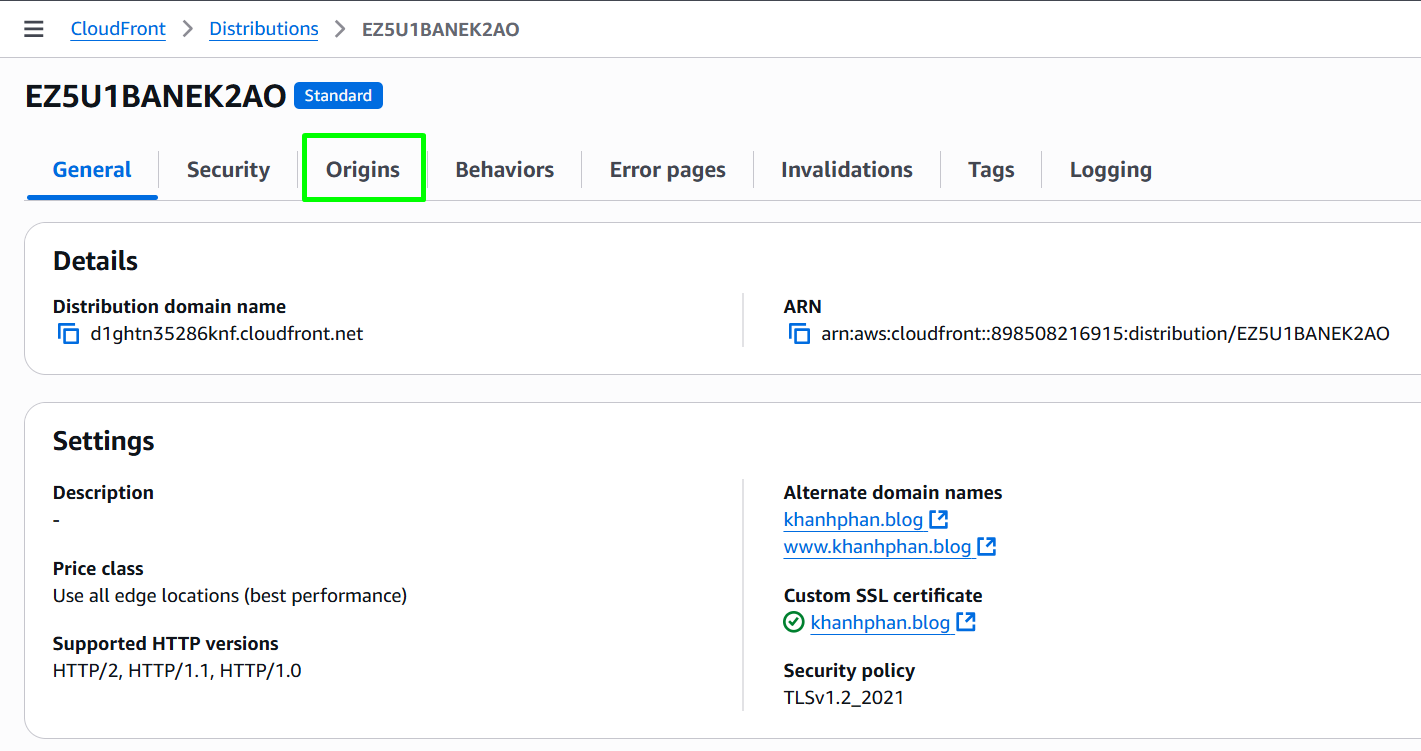 CloudFront > Distributions > EZ5U1BANEK2AO
EZ5U1BANEK2AO Standard
General Security Origins Behaviors Error pages Invalidations Tags Logging
Details
Distribution domain name
d1ghtn35286knf.cloudfront.net
ARN
arn:aws:cloudfront::898508216915:distribution/EZ5U1BANEK2AO
Settings
Description
-
Price class
Use all edge locations (best performance)
Supported HTTP versions
HTTP/2, HTTP/1.1, HTTP/1.0
Alternate domain names
khanhphan.blog
www.khanhphan.blog
Custom SSL certificate
khanhphan.blog
Security policy
TLSv1.2_2021